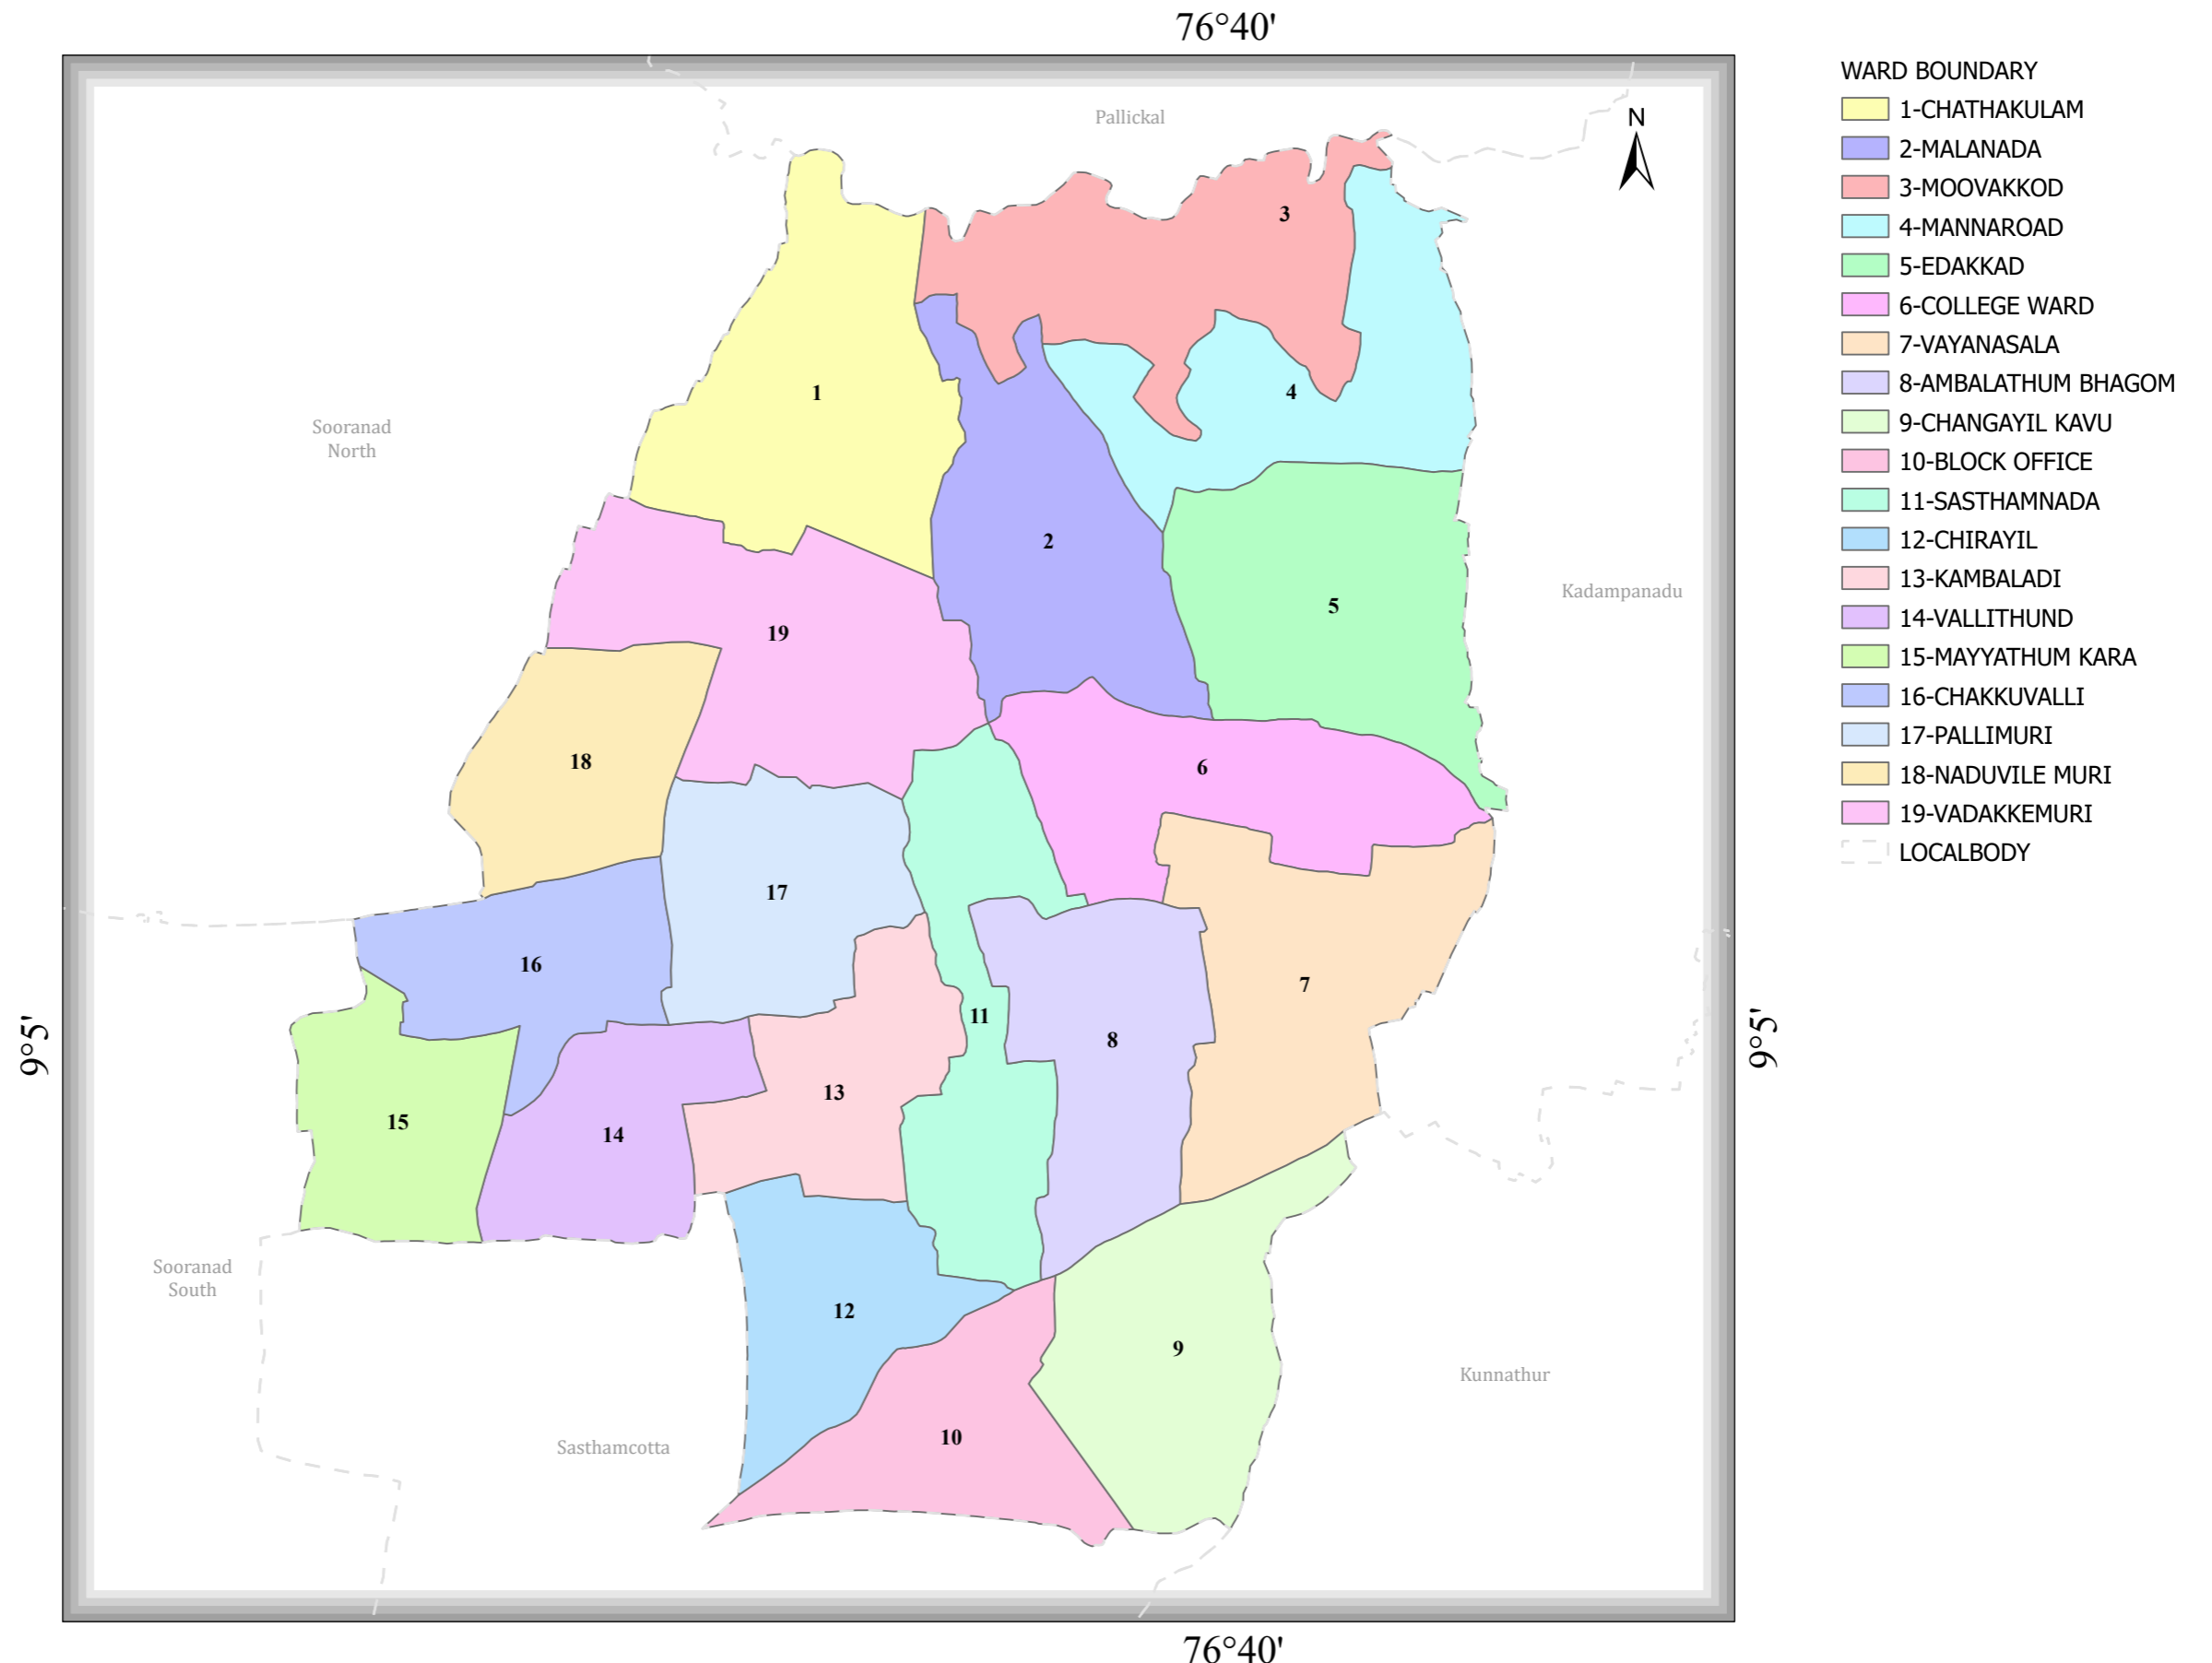 76°40'
WARD BOUNDARY
1-CHATHAKULAM
2-MALANADA
3-MOOVAKKOD
4-MANNAROAD
5-EDAKKAD
6-COLLEGE WARD
7-VAYANASALA
8-AMBALATHUM BHAGOM
9-CHANGAYIL KAVU
10-BLOCK OFFICE
11-SASTHAMNADA
12-CHIRAYIL
13-KAMBALADI
14-VALLITHUND
15-MAYYATHUM KARA
16-CHAKKUVALLI
17-PALLIMURI
18-NADUVILE MURI
19-VADAKKEMURI
LOCALBODY
N
Pallickal
3
1
4
Sooranad
North
2
Kadampanadu
5
19
18
6
17
16
7
11
9°5'
9°5'
8
13
15
14
Sooranad
South
12
9
Kunnathur
10
Sasthamcotta
76°40'